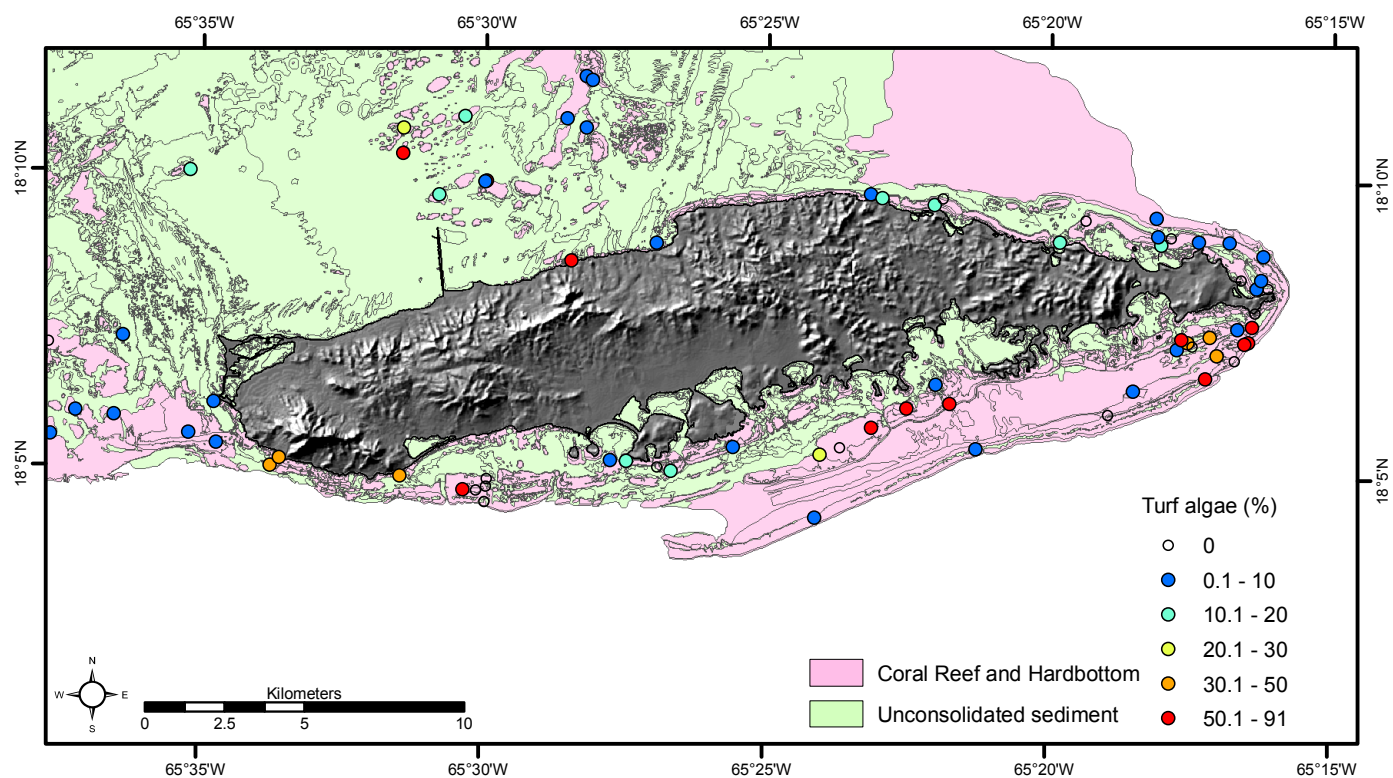 65°35'W 65°30'W 65°25'W 65°20'W 65°15'W
18°10'N
18°10'N
18°5'N
18°5'N
Turf algae (%)
0
0.1 - 10
10.1 - 20
20.1 - 30
30.1 - 50
50.1 - 91
Coral Reef and Hardbottom
Unconsolidated sediment
N
W E
S
Kilometers
0 2.5 5 10
65°35'W 65°30'W 65°25'W 65°20'W 65°15'W